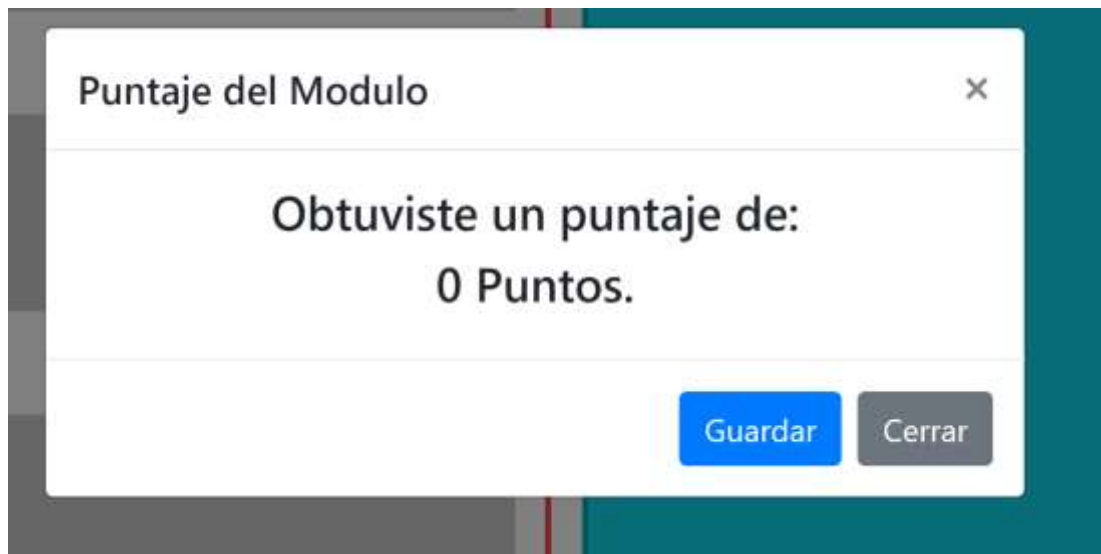 Puntaje del Modulo ×
Obtuviste un puntaje de:
0 Puntos.
Guardar Cerrar